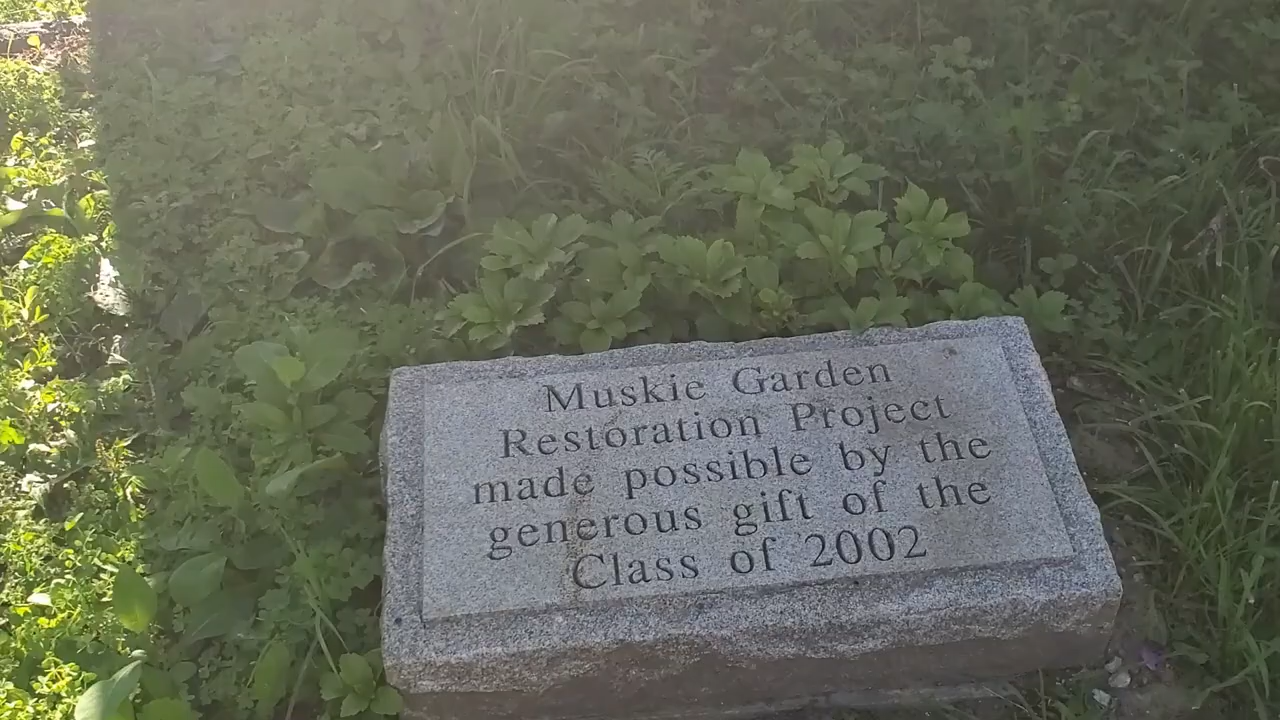 Muskie Garden
Restoration Project
made possible by the
generous gift of the
Class of 2002